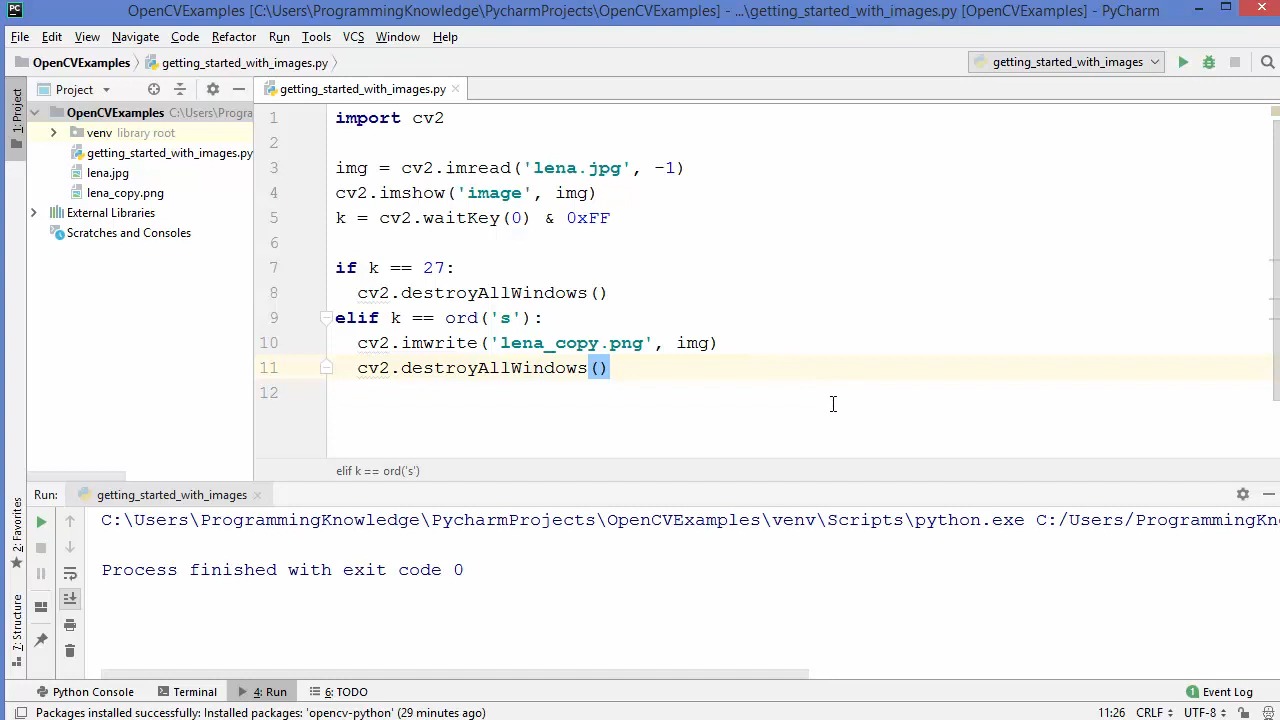 PC
OpenCVExamples [C:\Users\ProgrammingKnowledge\PycharmProjects\OpenCVExamples] - ...\getting_started_with_images.py [OpenCVExamples] - PyCharm
File Edit View Navigate Code Refactor Run Tools VCS Window Help
OpenCVExamples getting_started_with_images.py getting_started_with_images
1: Project
Project
getting_started_with_images.py
OpenCVExamples C:\Users\Progra
venv library root
getting_started_with_images.py
lena.jpg
lena_copy.png
External Libraries
Scratches and Consoles
1 import cv2
2
3 img = cv2.imread('lena.jpg', -1)
4 cv2.imshow('image', img)
5 k = cv2.waitKey(0) & 0xFF
6
7 if k == 27:
8 cv2.destroyAllWindows()
9 elif k == ord('s'):
10 cv2.imwrite('lena_copy.png', img)
11 cv2.destroyAllWindows()
12
elif k == ord('s')
Run: getting_started_with_images
C:\Users\ProgrammingKnowledge\PycharmProjects\OpenCVExamples\venv\Scripts\python.exe C:/Users/ProgrammingKno
Process finished with exit code 0
2: Favorites
7: Structure
Python Console Terminal 4: Run 6: TODO 1 Event Log
Packages installed successfully: Installed packages: 'opencv-python' (29 minutes ago) 11:26 CRLF UTF-8